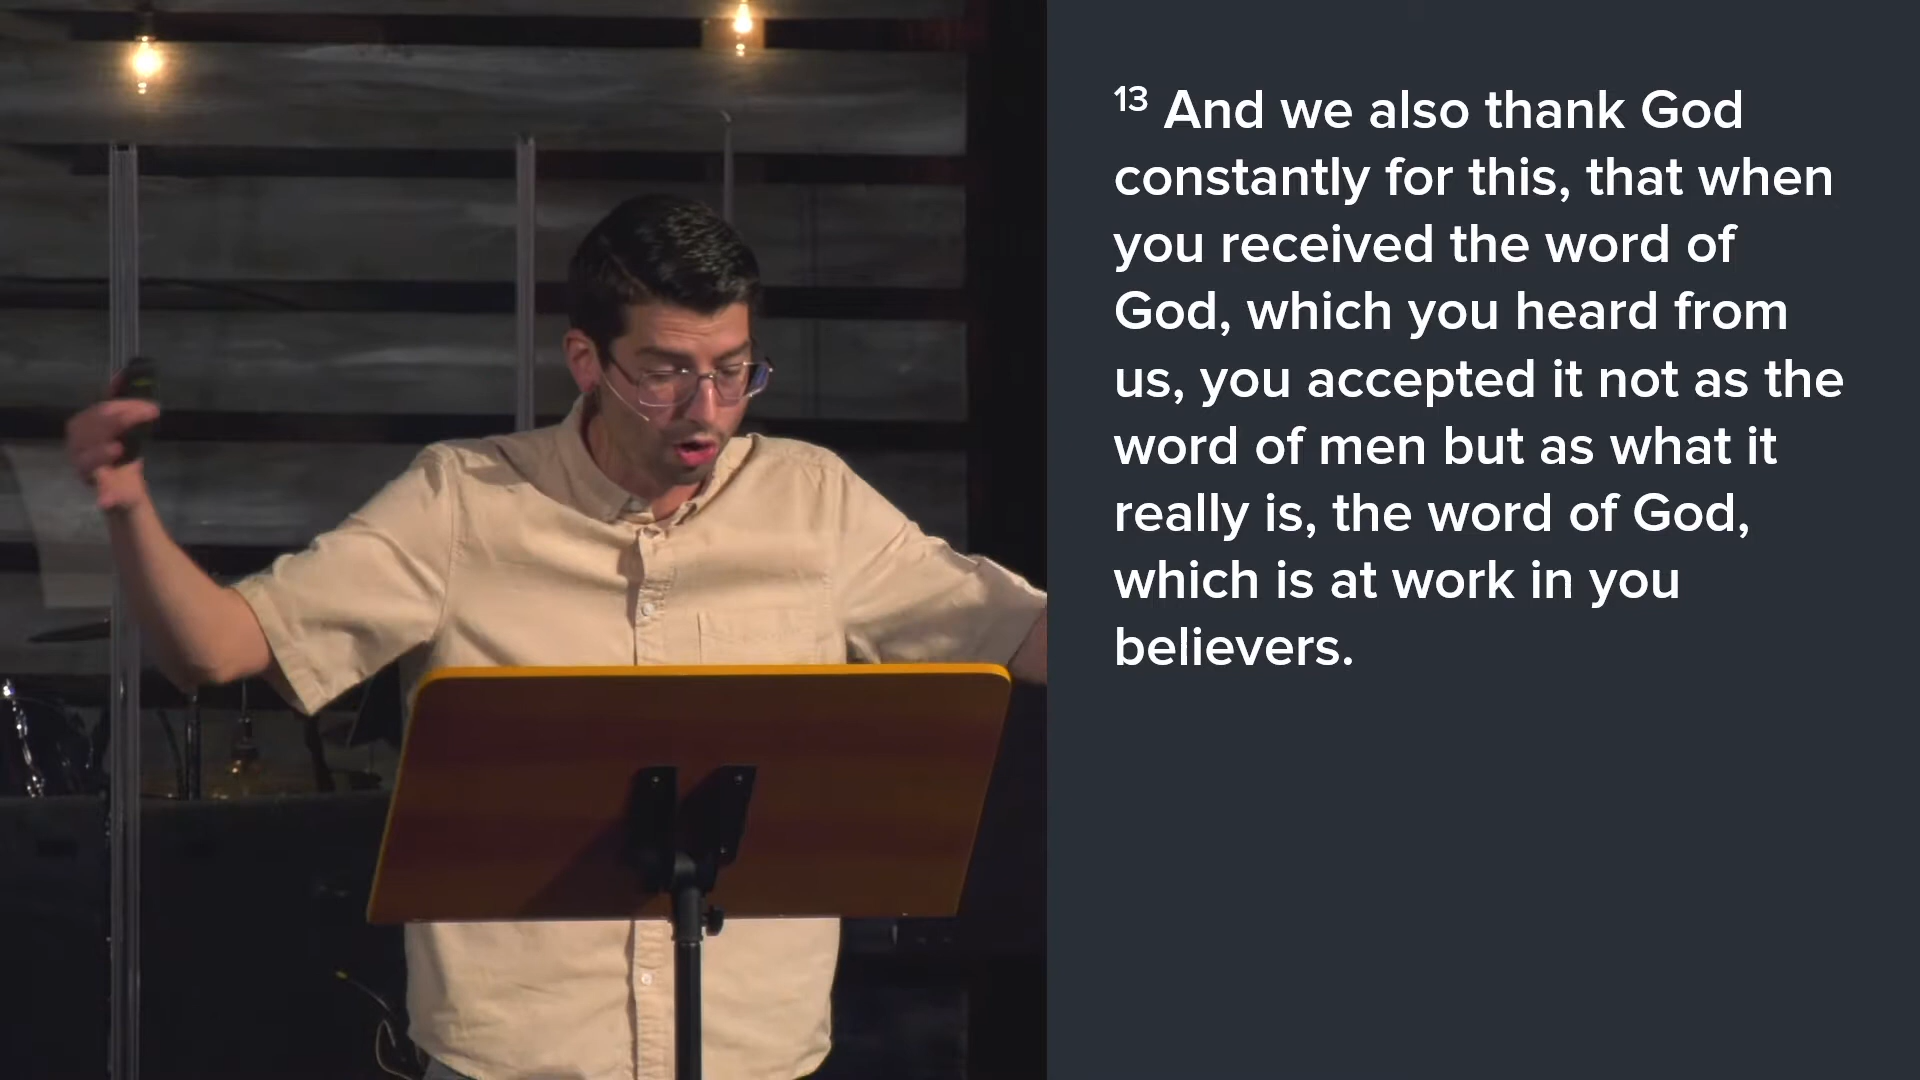 13 And we also thank God
constantly for this, that when
you received the word of
God, which you heard from
us, you accepted it not as the
word of men but as what it
really is, the word of God,
which is at work in you
believers.